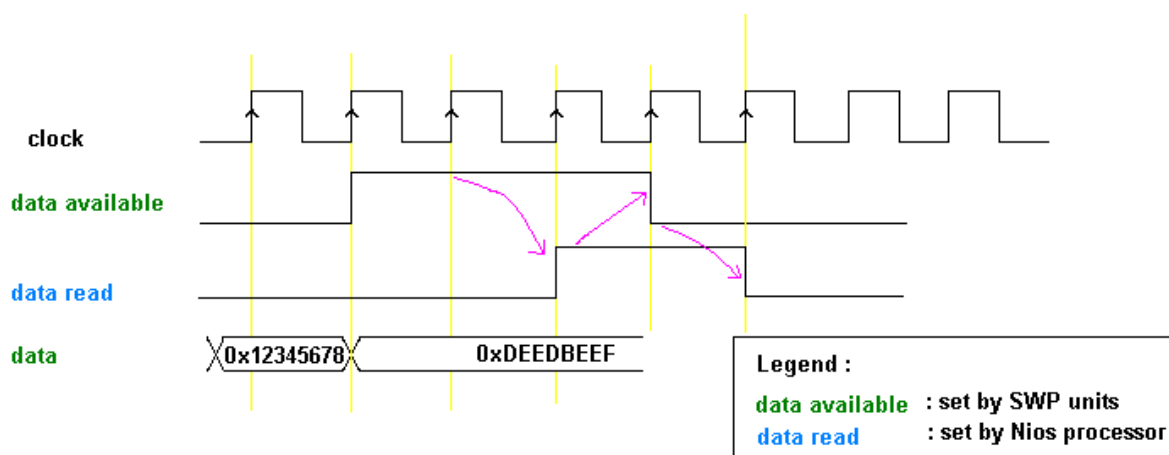 clock
data available
data read
data
0x12345678
0xDEEDBEEF
Legend :
data available : set by SWP units
data read : set by Nios processor